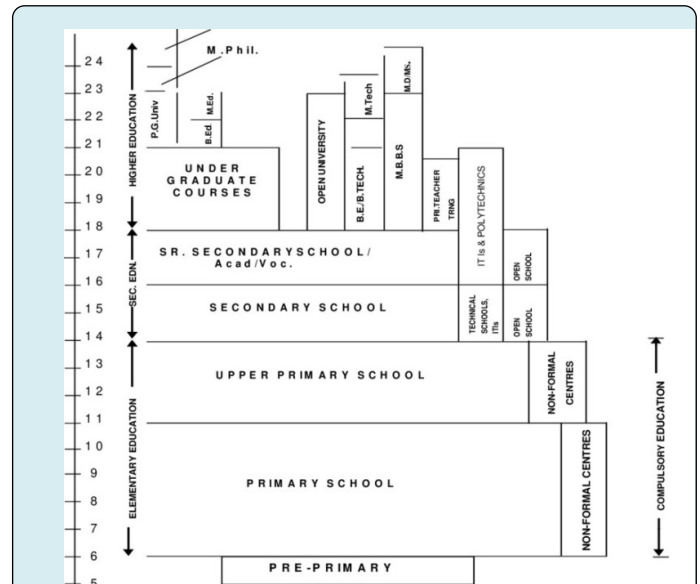 24
M.Phil.
23
P.G.Univ
M.Ed.
B.Ed.
22
21
HIGHER EDUCATION
UNDER
GRADUATE
COURSES
OPEN UNIVERSITY
M.Tech
B.E./B.TECH.
M.D/MS.
M.B.B.S
PRI.TEACHER
TRNG
IT Is & POLYTECHNICS
20
19
18
SR. SECONDARYSCHOOL/
Acad/Voc.
OPEN
SCHOOL
17
SEC. EDN.
16
SECONDARY SCHOOL
TECHNICAL
SCHOOLS,
ITIs
OPEN
SCHOOL
15
14
UPPER PRIMARY SCHOOL
NON-FORMAL
CENTRES
13
12
11
ELEMENTARY EDUCATION
COMPULSORY EDUCATION
10
PRIMARY SCHOOL
NON-FORMAL CENTRES
9
8
7
6
PRE-PRIMARY
5